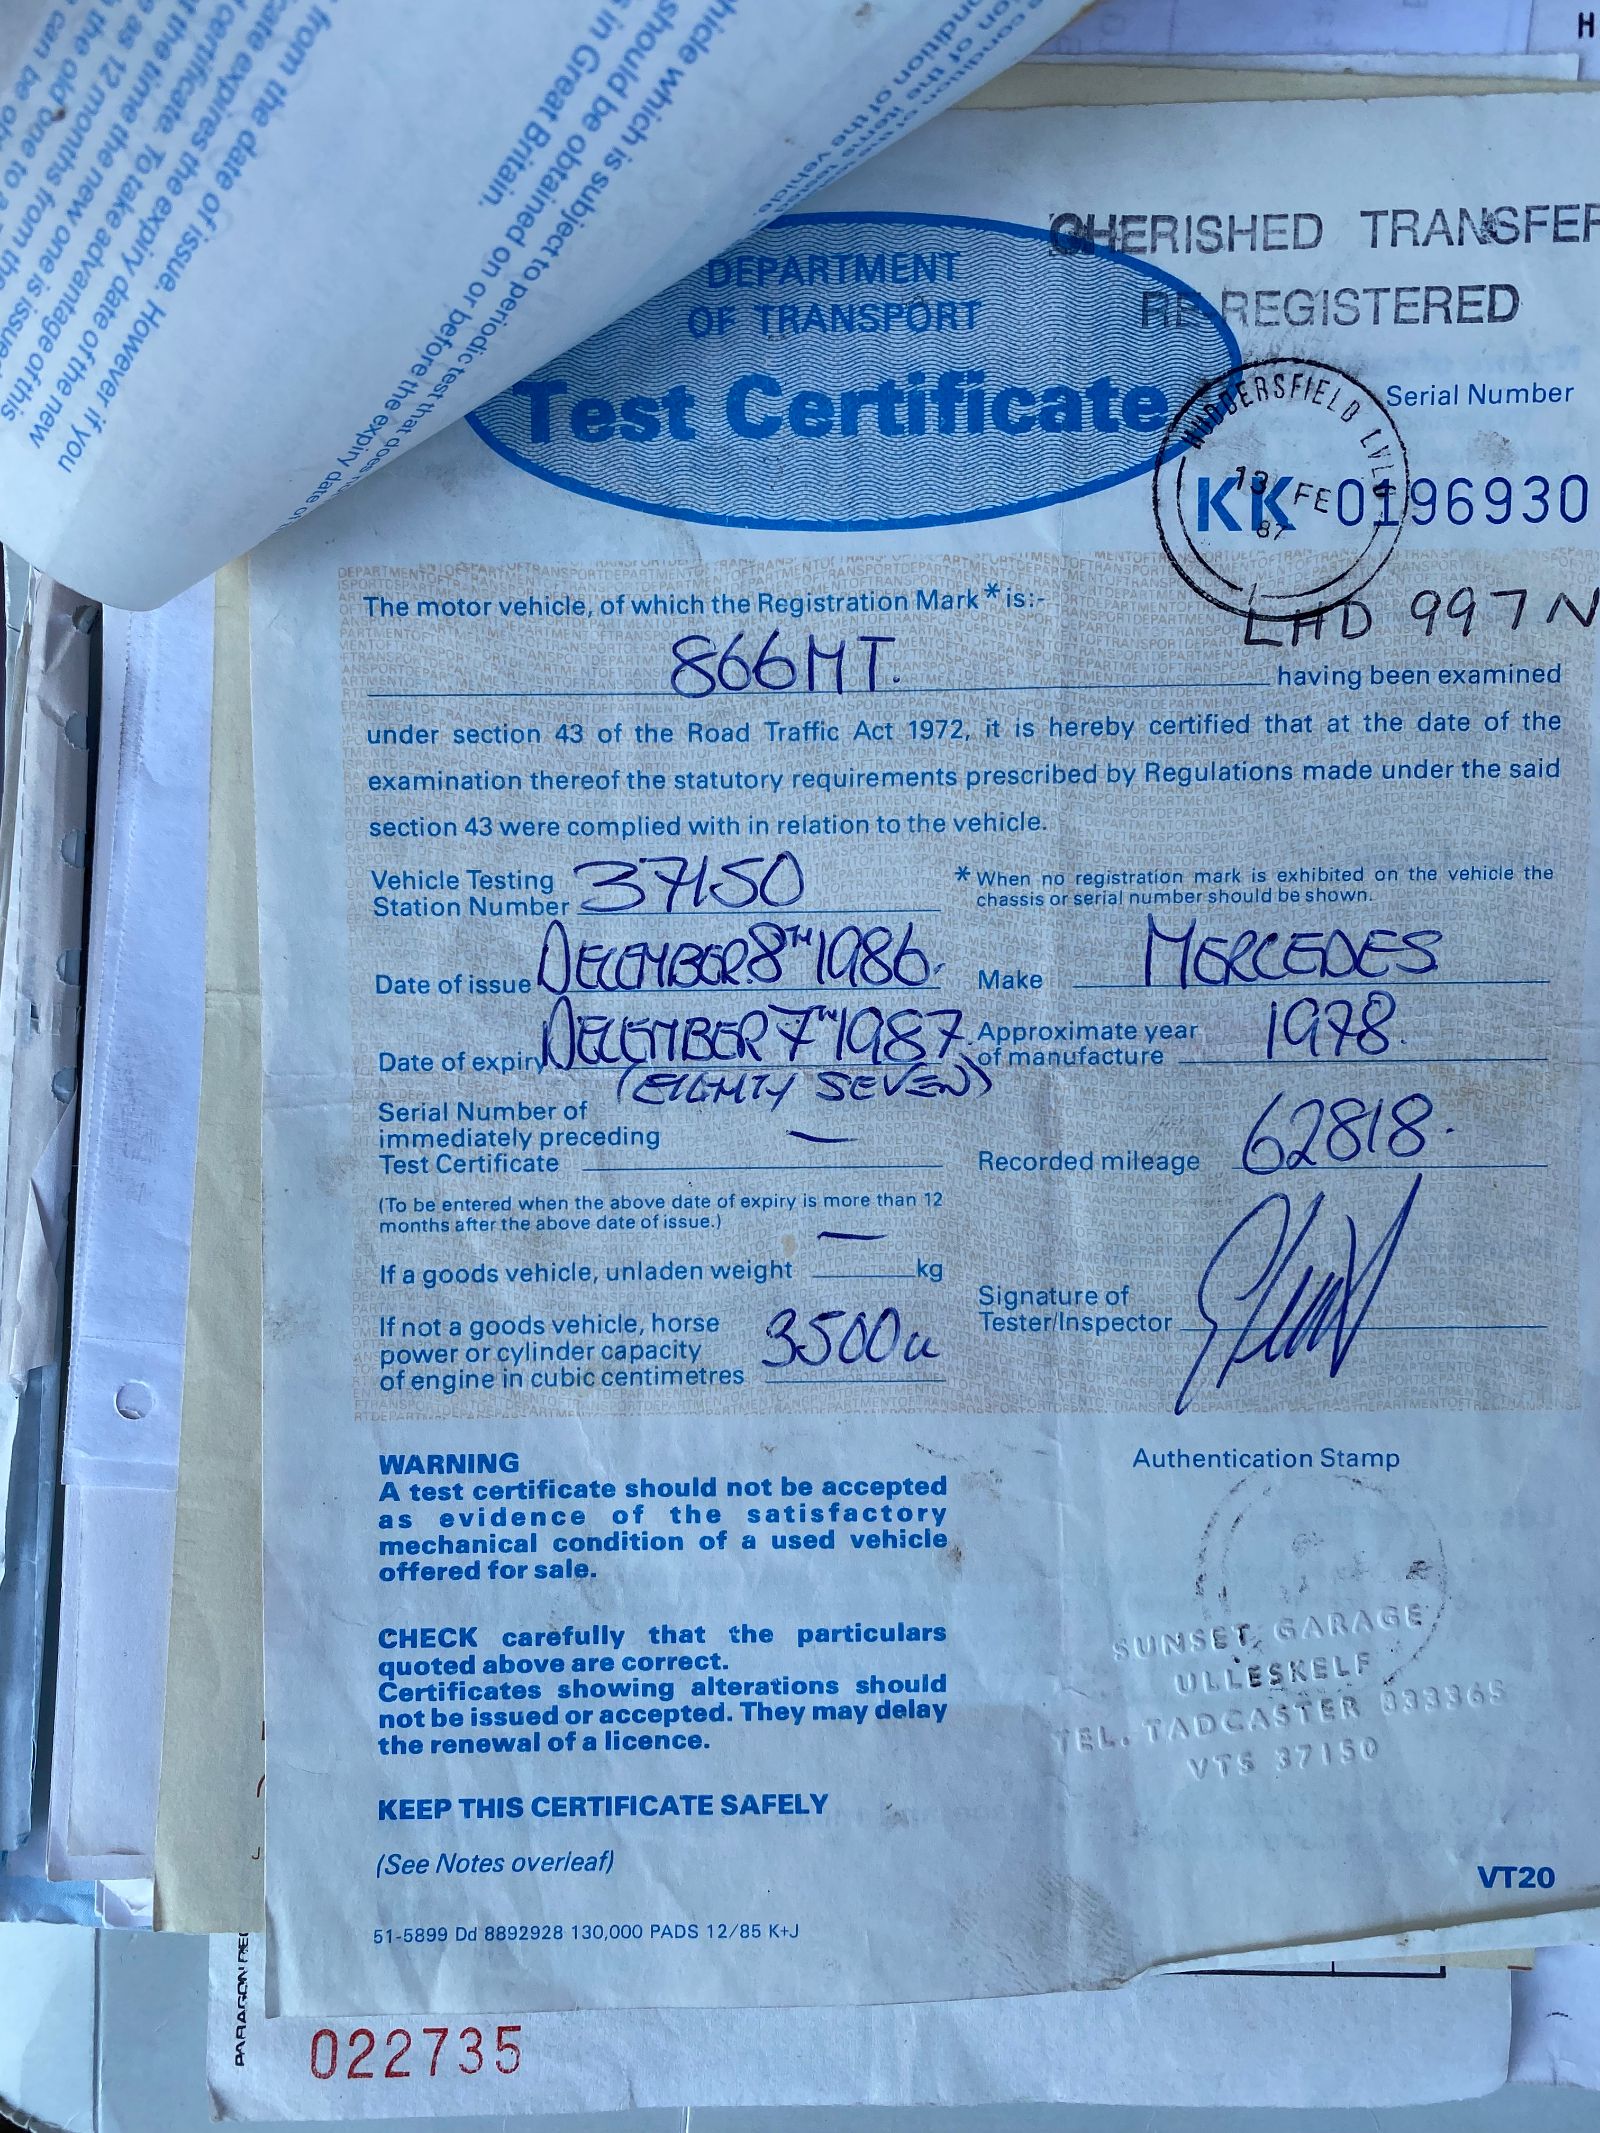 from the date of issue. However if you
icate expires the expiry date of the new
certificate. To take advantage of this
the time the new one is issue
as 12 months from the
the old one to a
can be
hicle which is subject to periodic test that does
should be obtained on or before the expiry date of
in Great Britain.
condition of the vehicle.
H
CHERISHED TRANSFER
RE-REGISTERED
DEPARTMENT
OF TRANSPORT
Test Certificate
HUDDERSFIELD LVLO
13 FE
87
Serial Number
KK 0196930
LHD 997N
The motor vehicle, of which the Registration Mark* is:-
866MT.
having been examined
under section 43 of the Road Traffic Act 1972, it is hereby certified that at the date of the
examination thereof the statutory requirements prescribed by Regulations made under the said
section 43 were complied with in relation to the vehicle.
Vehicle Testing
Station Number 37150
* When no registration mark is exhibited on the vehicle the
chassis or serial number should be shown.
Date of issue DECEMBER 8TH 1986.
Make MERCEDES
Date of expiry DECEMBER 7TH 1987.
(EIGHTY SEVEN)
Approximate year
of manufacture 1978.
Serial Number of
immediately preceding
Test Certificate —
Recorded mileage 62818.
(To be entered when the above date of expiry is more than 12
months after the above date of issue.)
If a goods vehicle, unladen weight — kg
Signature of
Tester/Inspector
If not a goods vehicle, horse
power or cylinder capacity
of engine in cubic centimetres 3500cc
WARNING
A test certificate should not be accepted
as evidence of the satisfactory
mechanical condition of a used vehicle
offered for sale.
CHECK carefully that the particulars
quoted above are correct.
Certificates showing alterations should
not be issued or accepted. They may delay
the renewal of a licence.
KEEP THIS CERTIFICATE SAFELY
(See Notes overleaf)
Authentication Stamp
SUNSET GARAGE
ULLESKELF
TEL. TADCASTER 833365
VTS 37150
VT20
51-5899 Dd 8892928 130,000 PADS 12/85 K+J
PARAGON
022735